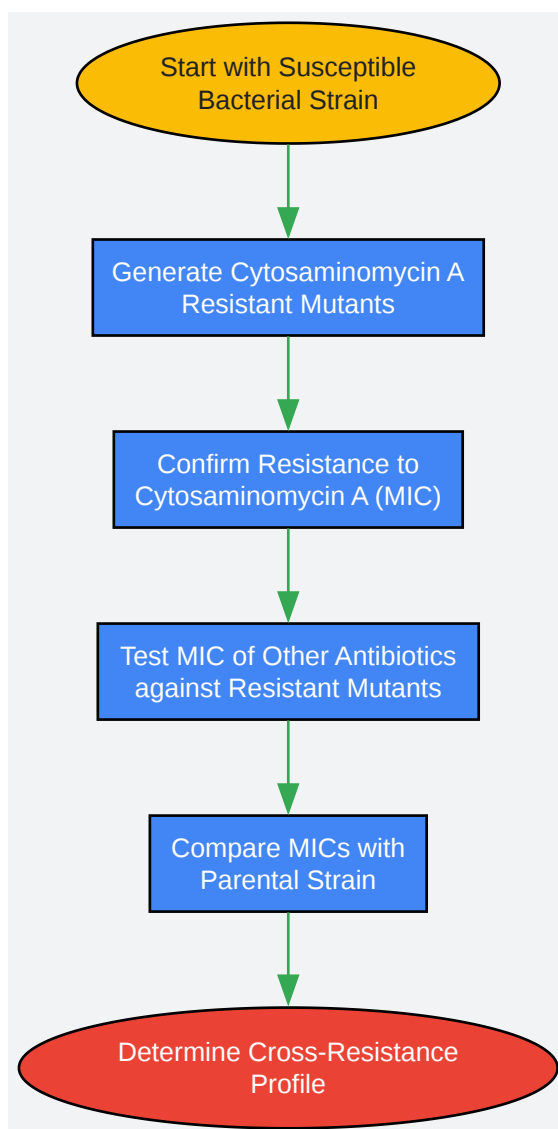 Start with Susceptible
Bacterial Strain
Generate Cytosaminomycin A
Resistant Mutants
Confirm Resistance to
Cytosaminomycin A (MIC)
Test MIC of Other Antibiotics
against Resistant Mutants
Compare MICs with
Parental Strain
Determine Cross-Resistance
Profile